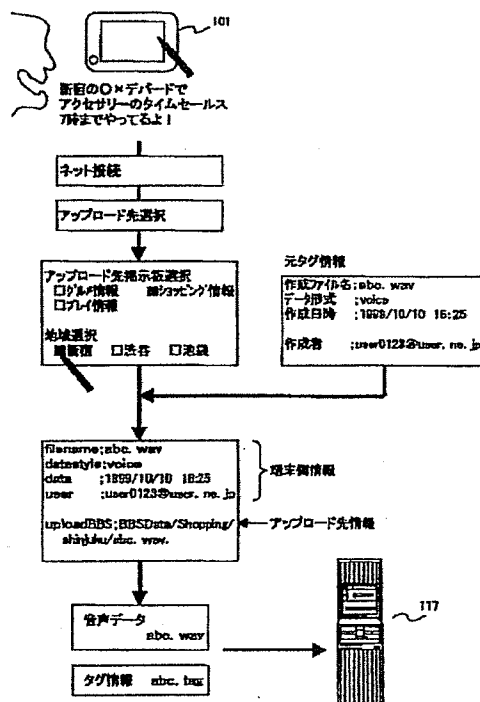 101
新宿の○×デパートで
アクセサリーのタイムセールス
7時までやってるよ！
ネット接続
アップロード先選択
アップロード先掲示板選択
□グルメ情報 ■ショッピング情報
□プレイ情報
地域選択
■新宿 □渋谷 □池袋
元タグ情報
作成ファイル名;abc. wav
データ形式 ;voice
作成日時 ;1999/10/10 16:25
作成者 ;user0123@user. ne. jp
filename;abc. wav
datastyle;voice
data ;1999/10/10 16:25
user ;user0123@user. ne. jp
端末側情報
uploadBBS;BBSData/Shopping/
shinjuku/abc. wav.
アップロード先情報
音声データ
abc. wav
タグ情報 abc. tag
117